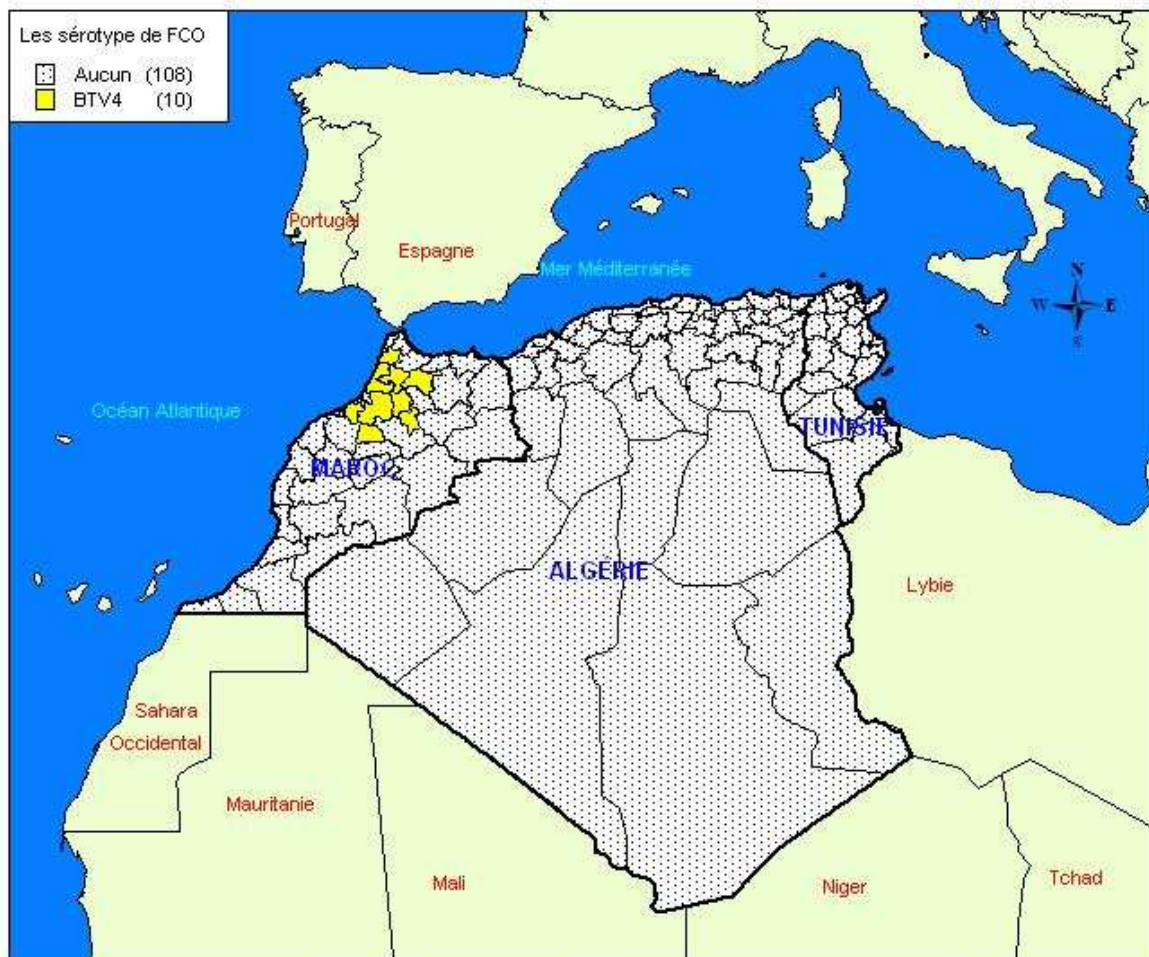 Les sérotype de FCO
Aucun (108)
BTV4 (10)
Portugal
Espagne
Mer Méditerranée
N
W E
S
Océan Atlantique
TUNISIE
MAROC
ALGÉRIE
Lybie
Sahara
Occidental
Mauritanie
Mali
Niger
Tchad